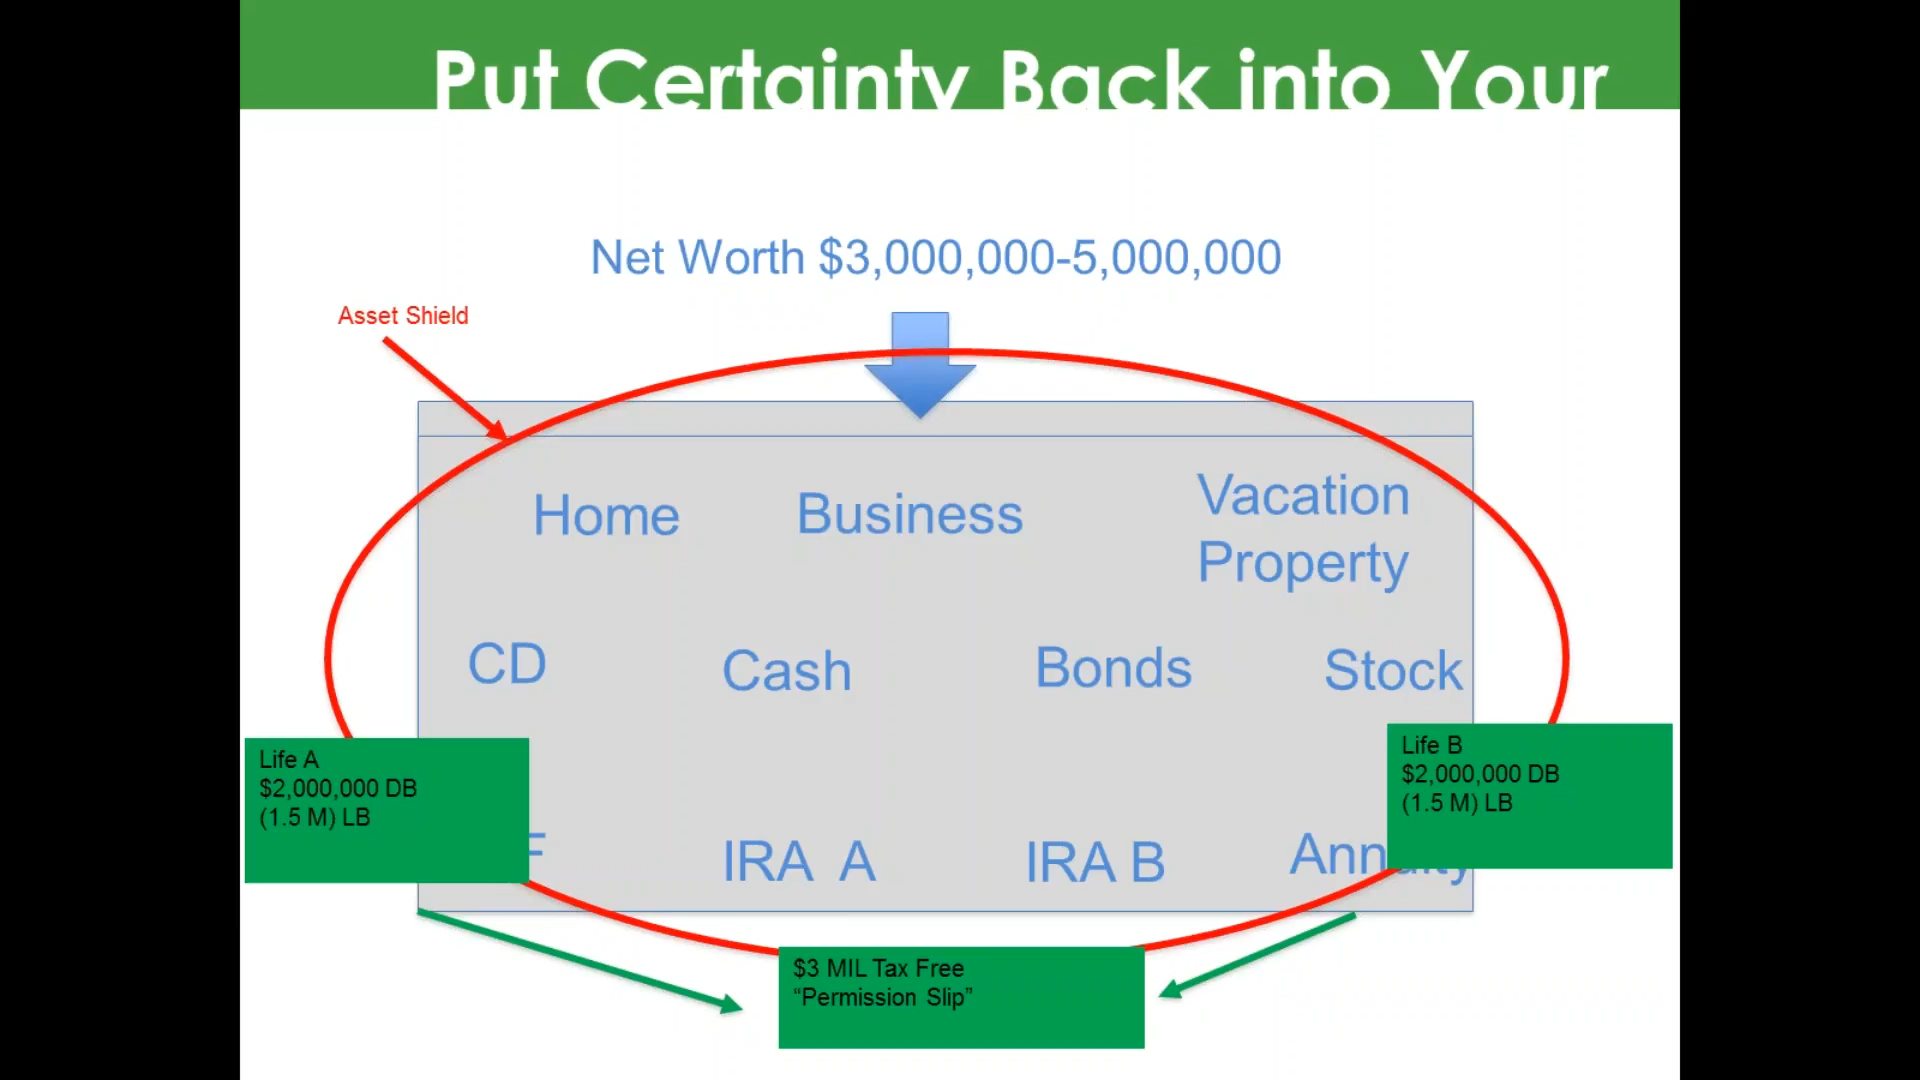 Put Certainty Back into Your
Net Worth $3,000,000-5,000,000
Asset Shield
Home
Business
Vacation
Property
CD
Cash
Bonds
Stock
Life A
$2,000,000 DB
(1.5 M) LB
Life B
$2,000,000 DB
(1.5 M) LB
IRA A
IRA B
Annuity
$3 MIL Tax Free
“Permission Slip”